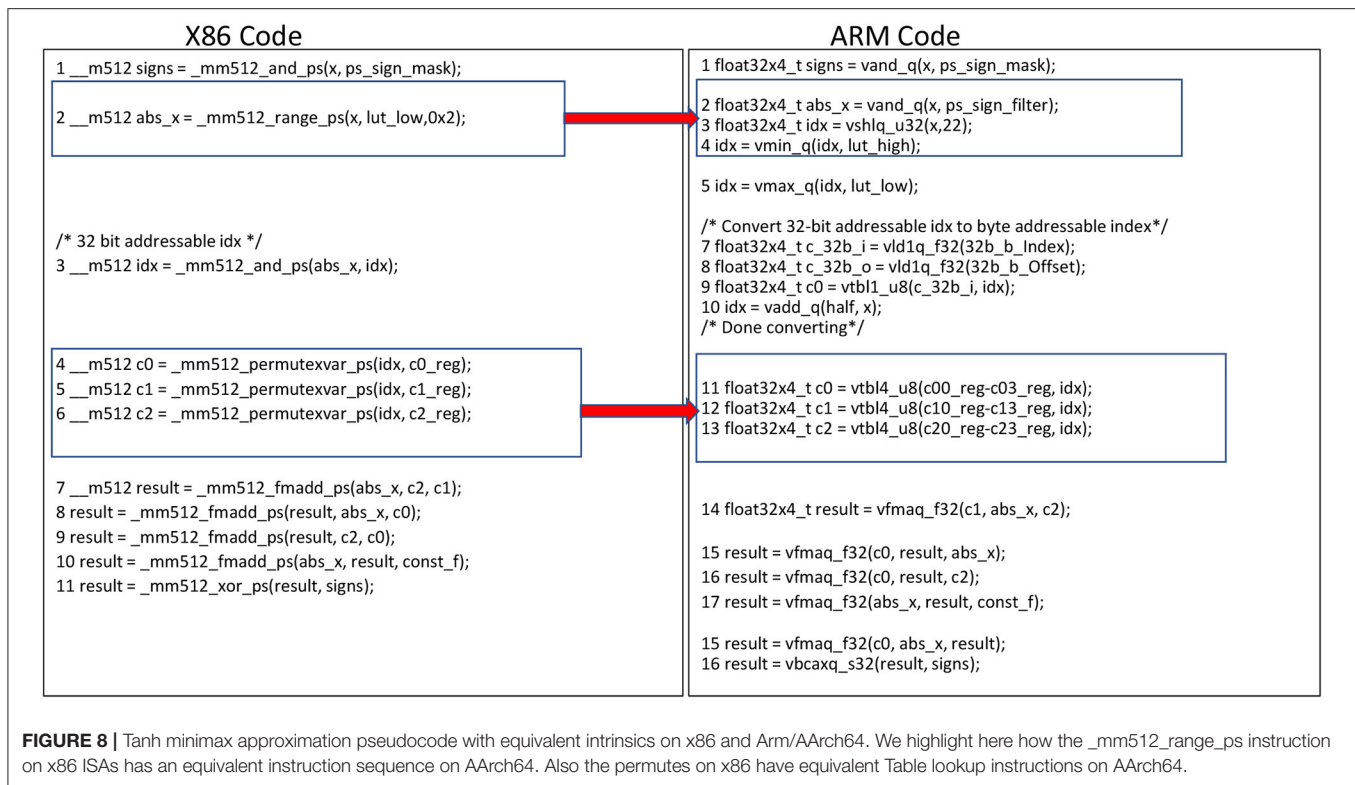 X86 Code
1 __m512 signs = _mm512_and_ps(x, ps_sign_mask);
2 __m512 abs_x = _mm512_range_ps(x, lut_low,0x2);
/* 32 bit addressable idx */
3 __m512 idx = _mm512_and_ps(abs_x, idx);
4 __m512 c0 = _mm512_permutexvar_ps(idx, c0_reg);
5 __m512 c1 = _mm512_permutexvar_ps(idx, c1_reg);
6 __m512 c2 = _mm512_permutexvar_ps(idx, c2_reg);
7 __m512 result = _mm512_fmadd_ps(abs_x, c2, c1);
8 result = _mm512_fmadd_ps(result, abs_x, c0);
9 result = _mm512_fmadd_ps(result, c2, c0);
10 result = _mm512_fmadd_ps(abs_x, result, const_f);
11 result = _mm512_xor_ps(result, signs);
ARM Code
1 float32x4_t signs = vand_q(x, ps_sign_mask);
2 float32x4_t abs_x = vand_q(x, ps_sign_filter);
3 float32x4_t idx = vshlq_u32(x,22);
4 idx = vmin_q(idx, lut_high);
5 idx = vmax_q(idx, lut_low);
/* Convert 32-bit addressable idx to byte addressable index*/
7 float32x4_t c_32b_i = vld1q_f32(32b_b_Index);
8 float32x4_t c_32b_o = vld1q_f32(32b_b_Offset);
9 float32x4_t c0 = vtbl1_u8(c_32b_i, idx);
10 idx = vadd_q(half, x);
/* Done converting*/
11 float32x4_t c0 = vtbl4_u8(c00_reg-c03_reg, idx);
12 float32x4_t c1 = vtbl4_u8(c10_reg-c13_reg, idx);
13 float32x4_t c2 = vtbl4_u8(c20_reg-c23_reg, idx);
14 float32x4_t result = vfmaq_f32(c1, abs_x, c2);
15 result = vfmaq_f32(c0, result, abs_x);
16 result = vfmaq_f32(c0, result, c2);
17 result = vfmaq_f32(abs_x, result, const_f);
15 result = vfmaq_f32(c0, abs_x, result);
16 result = vbcaxq_s32(result, signs);
FIGURE 8 | Tanh minimax approximation pseudocode with equivalent intrinsics on x86 and Arm/AArch64. We highlight here how the _mm512_range_ps instruction
on x86 ISAs has an equivalent instruction sequence on AArch64. Also the permutes on x86 have equivalent Table lookup instructions on AArch64.